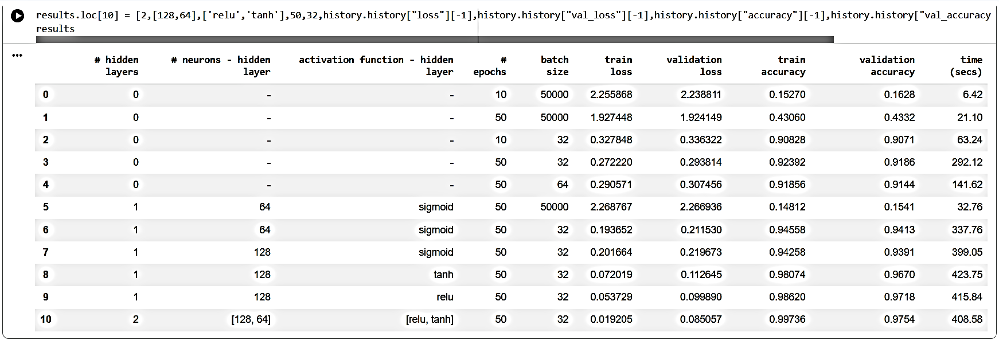 results.loc[10] = [2,[128,64],['relu','tanh'],50,32,history.history["loss"][-1],history.history["val_loss"][-1],history.history["accuracy"][-1],history.history["val_accuracy
results
# hidden layers # neurons - hidden layer activation function - hidden layer # epochs batch size train loss validation loss train accuracy validation accuracy time (secs)
0 0 - - 10 50000 2.255868 2.238811 0.15270 0.1628 6.42
1 0 - - 50 50000 1.927448 1.924149 0.43060 0.4332 21.10
2 0 - - 10 32 0.327848 0.336322 0.90828 0.9071 63.24
3 0 - - 50 32 0.272220 0.293814 0.92392 0.9186 292.12
4 0 - - 50 64 0.290571 0.307456 0.91856 0.9144 141.62
5 1 64 sigmoid 50 50000 2.268767 2.266936 0.14812 0.1541 32.76
6 1 64 sigmoid 50 32 0.193652 0.211530 0.94558 0.9413 337.76
7 1 128 sigmoid 50 32 0.201664 0.219673 0.94258 0.9391 399.05
8 1 128 tanh 50 32 0.072019 0.112645 0.98074 0.9670 423.75
9 1 128 relu 50 32 0.053729 0.099890 0.98620 0.9718 415.84
10 2 [128, 64] [relu, tanh] 50 32 0.019205 0.085057 0.99736 0.9754 408.58